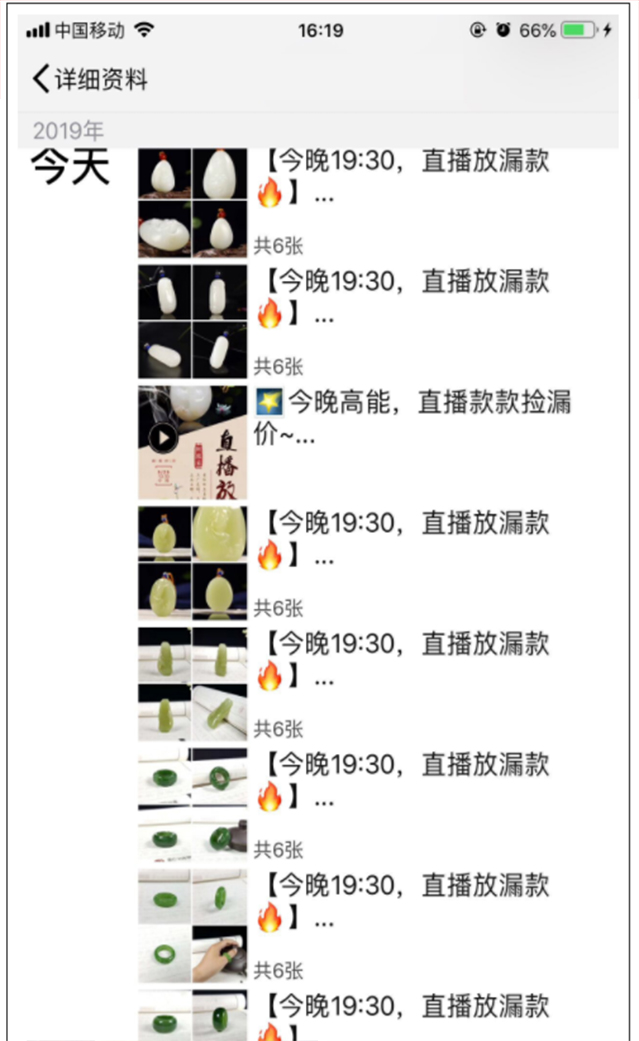 中国移动 16:19 66%
详细资料
2019年
今天
【今晚19:30，直播放漏款
🔥】...
共6张
【今晚19:30，直播放漏款
🔥】...
共6张
🌠今晚高能，直播款款捡漏
价~...
直播放
【今晚19:30，直播放漏款
🔥】...
共6张
【今晚19:30，直播放漏款
🔥】...
共6张
【今晚19:30，直播放漏款
🔥】...
共6张
【今晚19:30，直播放漏款
🔥】...
共6张
【今晚19:30，直播放漏款
🔥】...